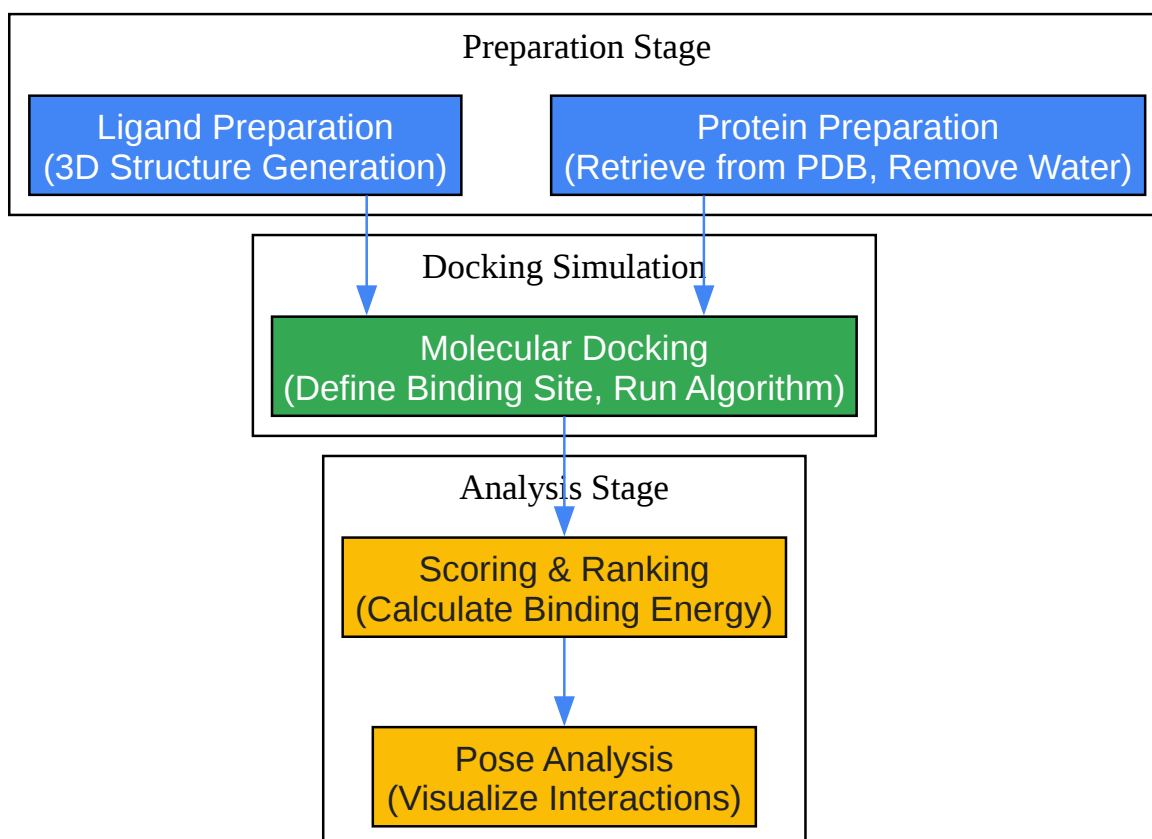 Preparation Stage
Ligand Preparation
(3D Structure Generation)
Protein Preparation
(Retrieve from PDB, Remove Water)
Docking Simulation
Molecular Docking
(Define Binding Site, Run Algorithm)
Analysis Stage
Scoring & Ranking
(Calculate Binding Energy)
Pose Analysis
(Visualize Interactions)